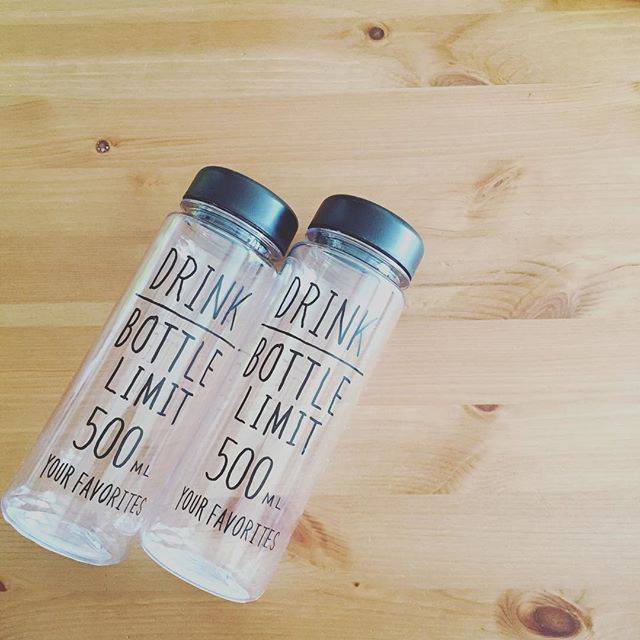 DRINK
BOTTLE
LIMIT
500ML
YOUR FAVORITES
DRINK
BOTTLE
LIMIT
500ML
YOUR FAVORITES